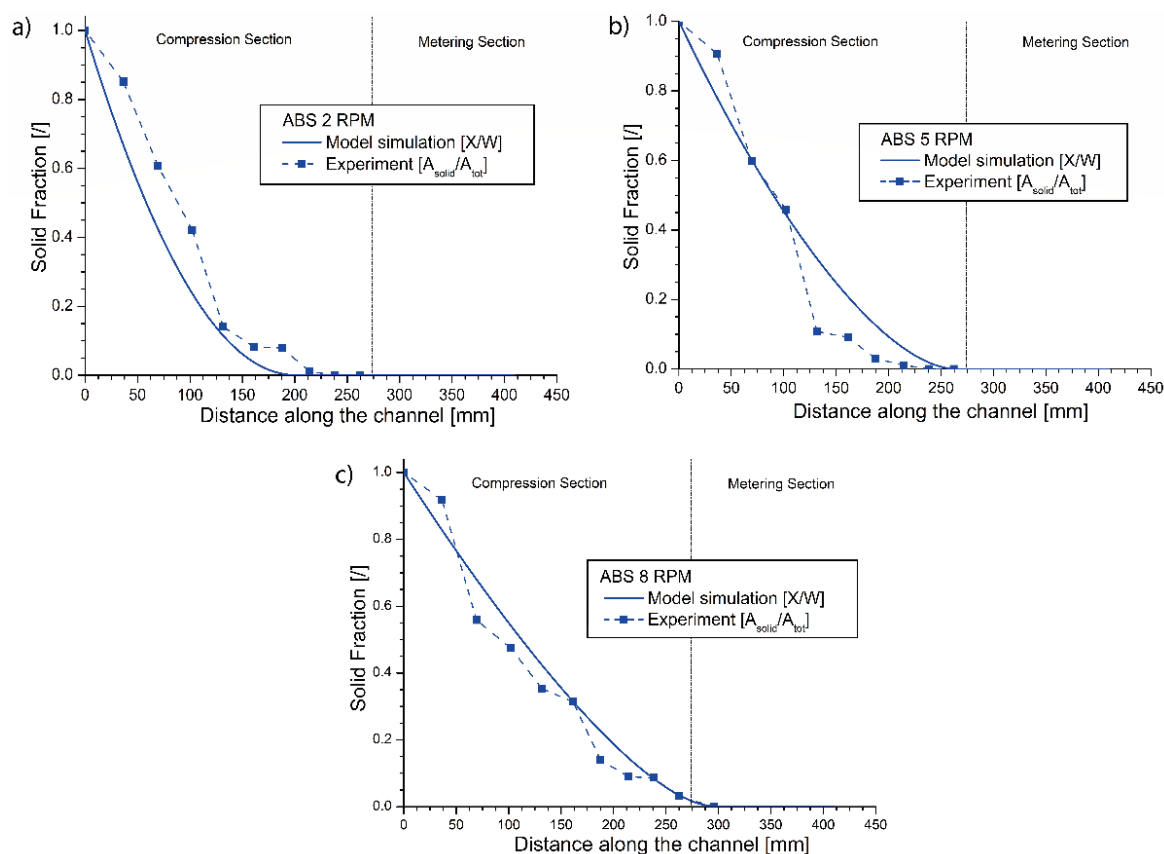 a)
Compression Section Metering Section
ABS 2 RPM
Model simulation [X/W]
Experiment [A_solid/A_tot]
Solid Fraction [/]
1.0
0.8
0.6
0.4
0.2
0.0
0 50 100 150 200 250 300 350 400 450
Distance along the channel [mm]
b)
Compression Section Metering Section
ABS 5 RPM
Model simulation [X/W]
Experiment [A_solid/A_tot]
Solid Fraction [/]
1.0
0.8
0.6
0.4
0.2
0.0
0 50 100 150 200 250 300 350 400 450
Distance along the channel [mm]
c)
Compression Section Metering Section
ABS 8 RPM
Model simulation [X/W]
Experiment [A_solid/A_tot]
Solid Fraction [/]
1.0
0.8
0.6
0.4
0.2
0.0
0 50 100 150 200 250 300 350 400 450
Distance along the channel [mm]